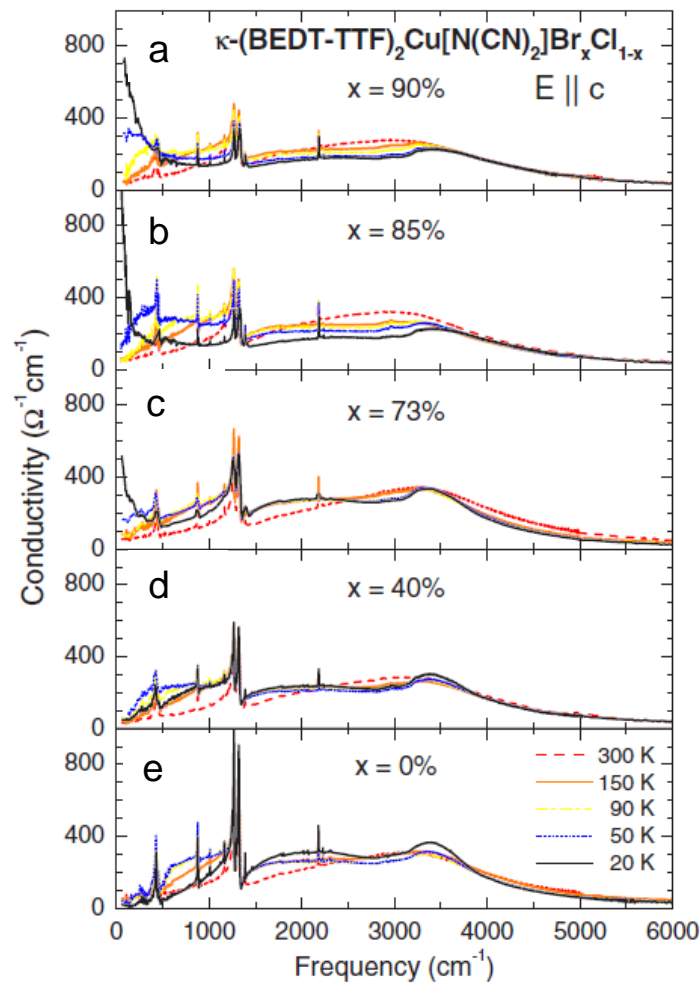 κ-(BEDT-TTF)₂Cu[N(CN)₂]BrₓCl₁₋ₓ
a
x = 90%
E || c
800
400
0
b
x = 85%
800
400
0
c
x = 73%
800
400
0
d
x = 40%
800
400
0
e
x = 0%
800
400
0
300 K
150 K
90 K
50 K
20 K
Conductivity (Ω⁻¹cm⁻¹)
0 1000 2000 3000 4000 5000 6000
Frequency (cm⁻¹)